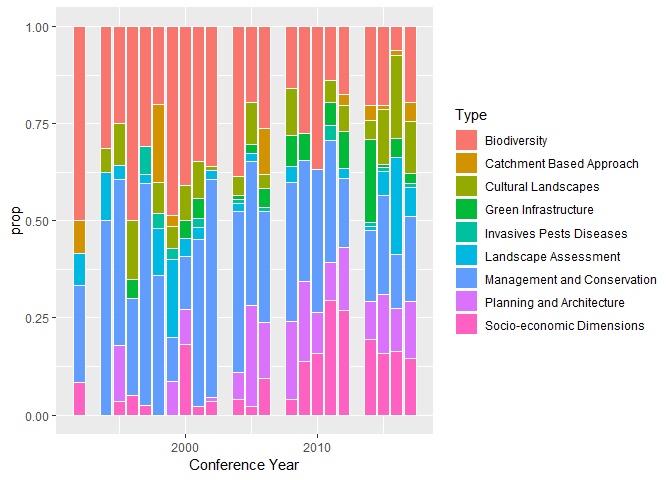 1.00
0.75
0.50
0.25
0.00
prop
2000
2010
Conference Year
Type
Biodiversity
Catchment Based Approach
Cultural Landscapes
Green Infrastructure
Invasives Pests Diseases
Landscape Assessment
Management and Conservation
Planning and Architecture
Socio-economic Dimensions